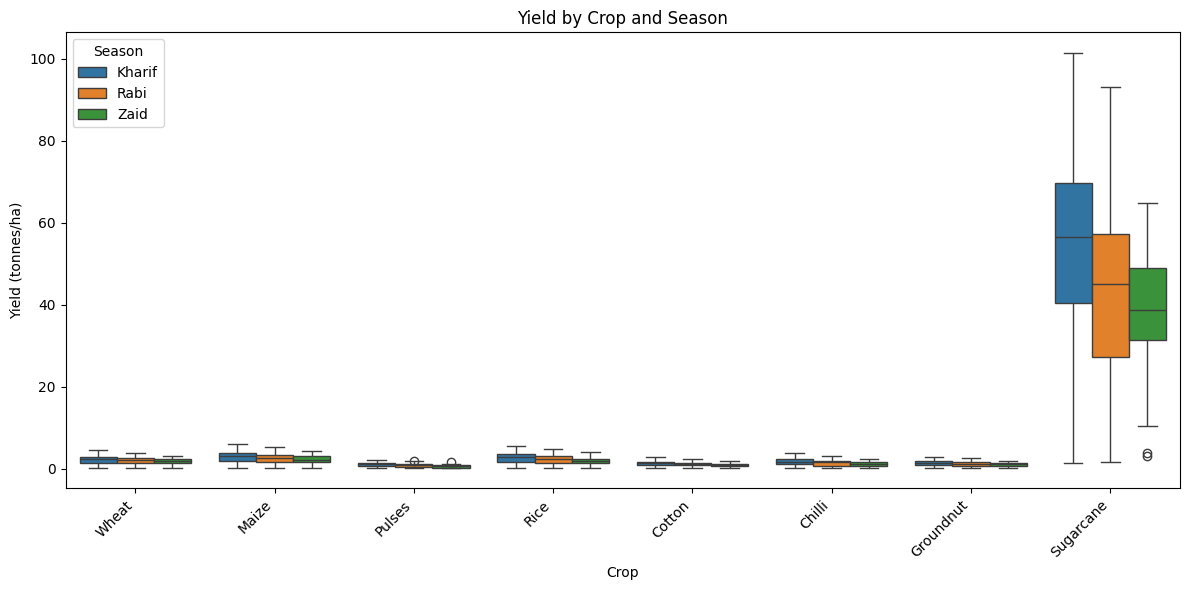 Yield by Crop and Season
Season
Kharif
Rabi
Zaid
Yield (tonnes/ha)
100
80
60
40
20
0
Wheat
Maize
Pulses
Rice
Cotton
Chilli
Groundnut
Sugarcane
Crop